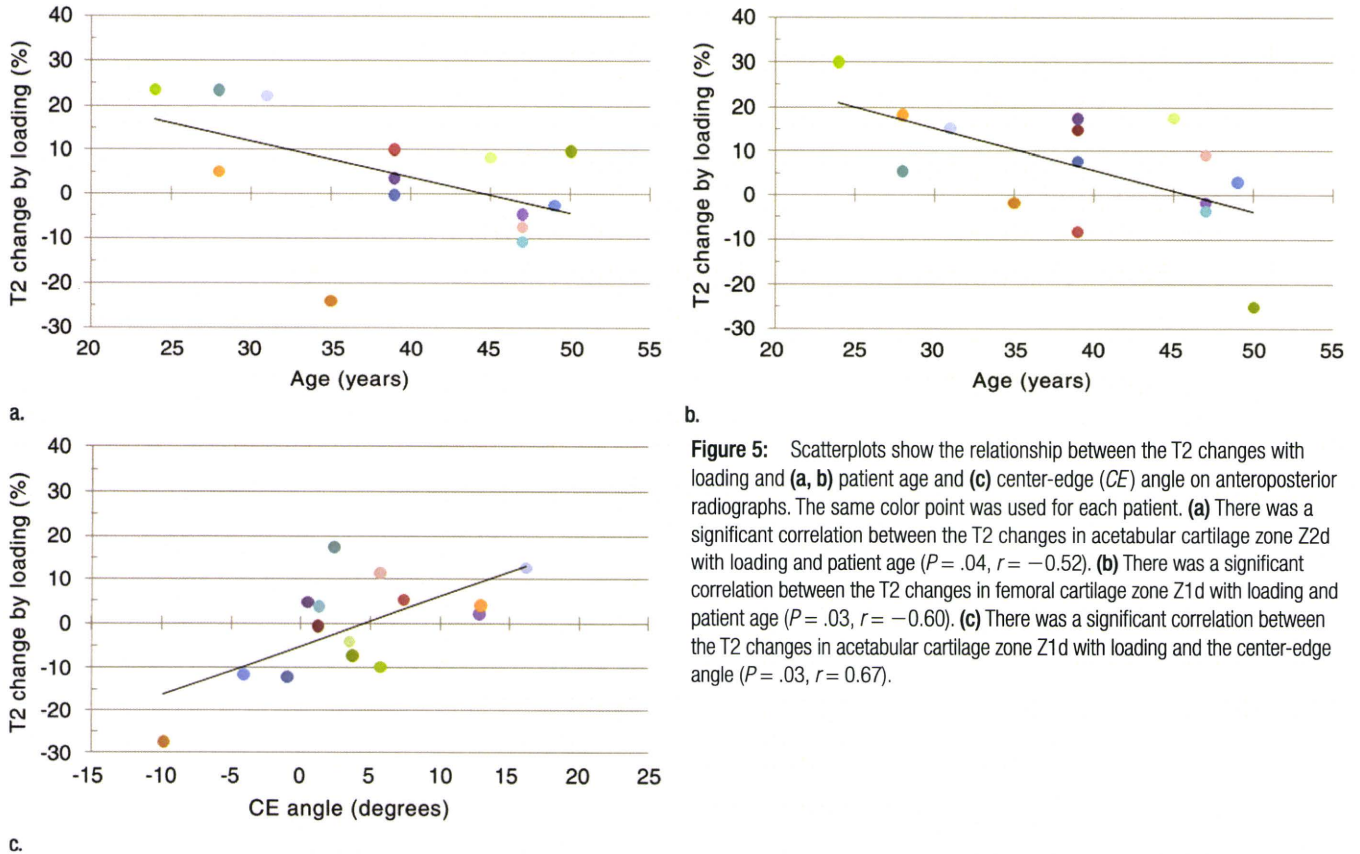 40
30
20
10
0
-10
-20
-30
T2 change by loading (%)
20 25 30 35 40 45 50 55
Age (years)
a.
40
30
20
10
0
-10
-20
-30
T2 change by loading (%)
20 25 30 35 40 45 50 55
Age (years)
b.
40
30
20
10
0
-10
-20
-30
T2 change by loading (%)
-15 -10 -5 0 5 10 15 20 25
CE angle (degrees)
c.
Figure 5: Scatterplots show the relationship between the T2 changes with
loading and (a, b) patient age and (c) center-edge (CE) angle on anteroposterior
radiographs. The same color point was used for each patient. (a) There was a
significant correlation between the T2 changes in acetabular cartilage zone Z2d
with loading and patient age (P = .04, r = −0.52). (b) There was a significant
correlation between the T2 changes in femoral cartilage zone Z1d with loading and
patient age (P = .03, r = −0.60). (c) There was a significant correlation between
the T2 changes in acetabular cartilage zone Z1d with loading and the center-edge
angle (P = .03, r = 0.67).